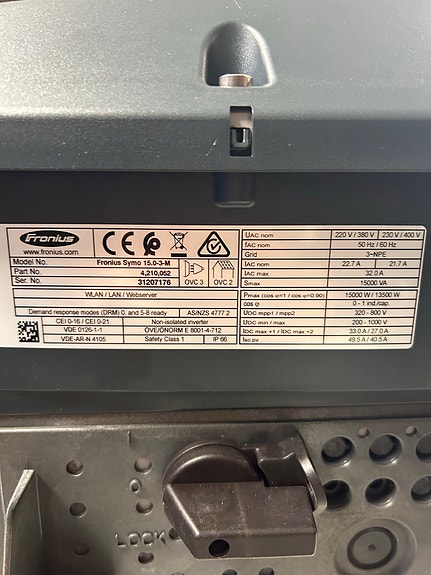 Fronius
www.fronius.com
Model No. Fronius Symo 15.0-3-M
Part No. 4,210,052
Ser. No. 31207176
OVC 3 OVC 2
WLAN / LAN / Webserver
Demand response modes (DRM) 0, and 5-8 ready AS/NZS 4777.2
CEI 0-16 / CEI 0-21 Non-isolated inverter
VDE 0126-1-1 OVE/ÖNORM E 8001-4-712
VDE-AR-N 4105 Safety Class 1 IP 66
UAC nom 220 V / 380 V 230 V / 400 V
fAC nom 50 Hz / 60 Hz
Grid 3~NPE
IAC nom 22.7 A 21.7 A
IAC max 32.0 A
Smax 15000 VA
Pmax (cos φ=1 / cos φ=0.90) 15000 W / 13500 W
cos φ 0 - 1 ind./cap.
UDC mpp1 / mpp2 320 - 800 V
UDC min / max 200 - 1000 V
IDC max #1 / IDC max #2 33.0 A / 27.0 A
ISC PV 49.5 A / 40.5 A
0
LOCK